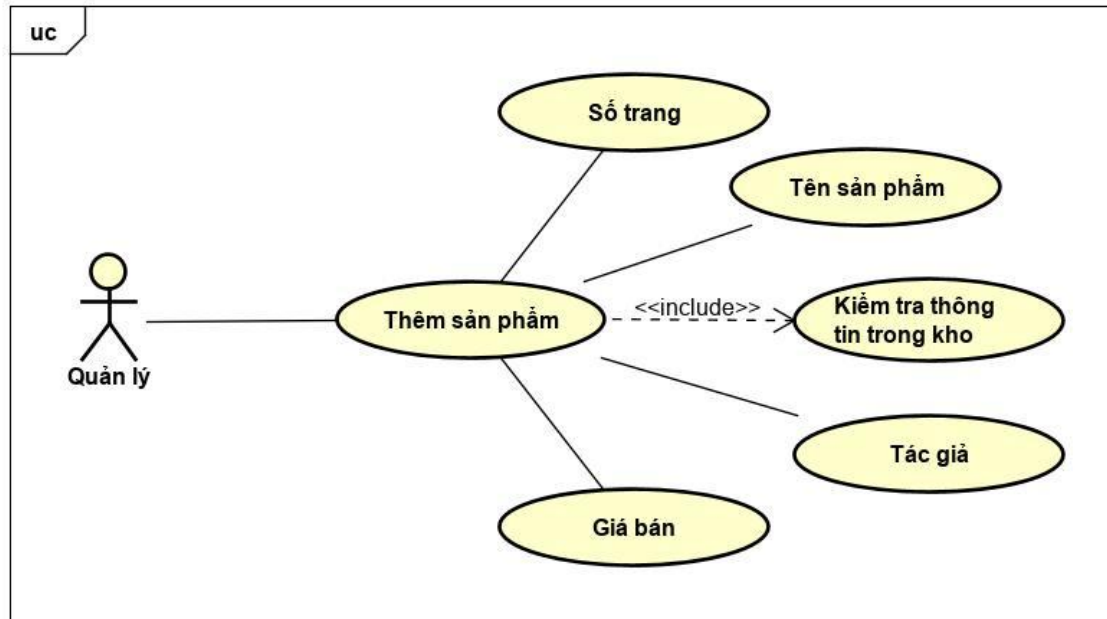 uc
Số trang
Tên sản phẩm
Thêm sản phẩm
<<include>>
Kiểm tra thông
tin trong kho
Quản lý
Tác giả
Giá bán